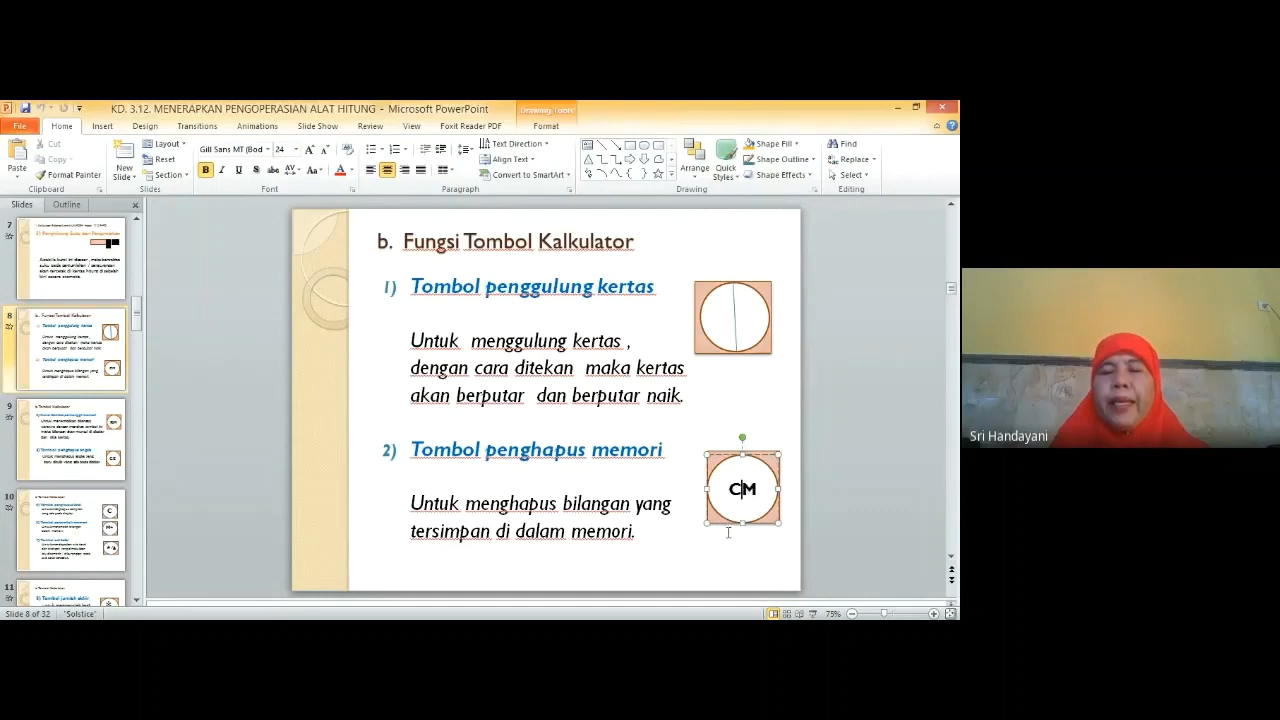 KD. 3.12. MENERAPKAN PENGOPERASIAN ALAT HITUNG - Microsoft PowerPoint
Drawing Tools
File Home Insert Design Transitions Animations Slide Show Review View Foxit Reader PDF Format
Cut
Copy
Format Painter
Paste
Clipboard
New Slide
Layout
Reset
Section
Slides
Gill Sans MT (Bod 24
Font
Paragraph
Text Direction
Align Text
Convert to SmartArt
Arrange
Quick Styles
Shape Fill
Shape Outline
Shape Effects
Drawing
Find
Replace
Select
Editing
Slides Outline
7
8
9
10
11
b. Fungsi Tombol Kalkulator
1) Tombol penggulung kertas
Untuk menggulung kertas ,
dengan cara ditekan maka kertas
akan berputar dan berputar naik.
2) Tombol penghapus memori
CM
Untuk menghapus bilangan yang
tersimpan di dalam memori.
Sri Handayani
Slide 8 of 32 "Solstice" 75%